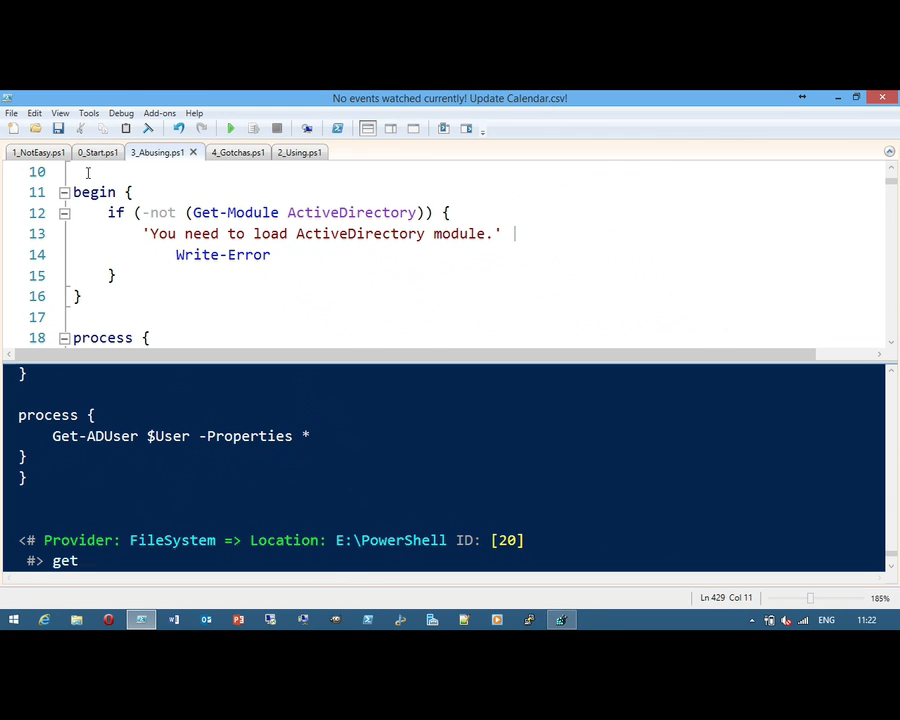 No events watched currently! Update Calendar.csv!
File Edit View Tools Debug Add-ons Help
1_NotEasy.ps1 0_Start.ps1 3_Abusing.ps1 4_Gotchas.ps1 2_Using.ps1
10
11 begin {
12 if (-not (Get-Module ActiveDirectory)) {
13 'You need to load ActiveDirectory module.' |
14 Write-Error
15 }
16 }
17
18 process {
}
process {
Get-ADUser $User -Properties *
}
}
<# Provider: FileSystem => Location: E:\PowerShell ID: [20]
#> get
Ln 429 Col 11 185%
ENG 11:22